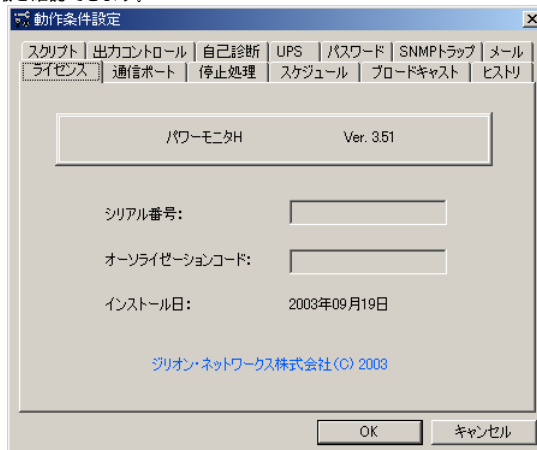 動作条件設定
スクリプト 出力コントロール 自己診断 UPS パスワード SNMPトラップ メール
ライセンス 通信ポート 停止処理 スケジュール ブロードキャスト ヒストリ
パワーモニタH Ver. 3.51
シリアル番号:
オーソライゼーションコード:
インストール日: 2003年09月19日
ジリオン・ネットワークス株式会社(C) 2003
OK キャンセル